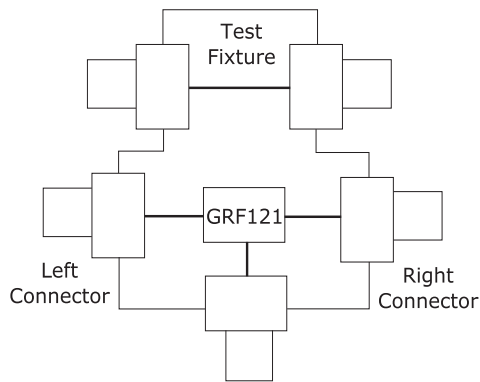 Test
Fixture
GRF121
Left
Connector
Right
Connector